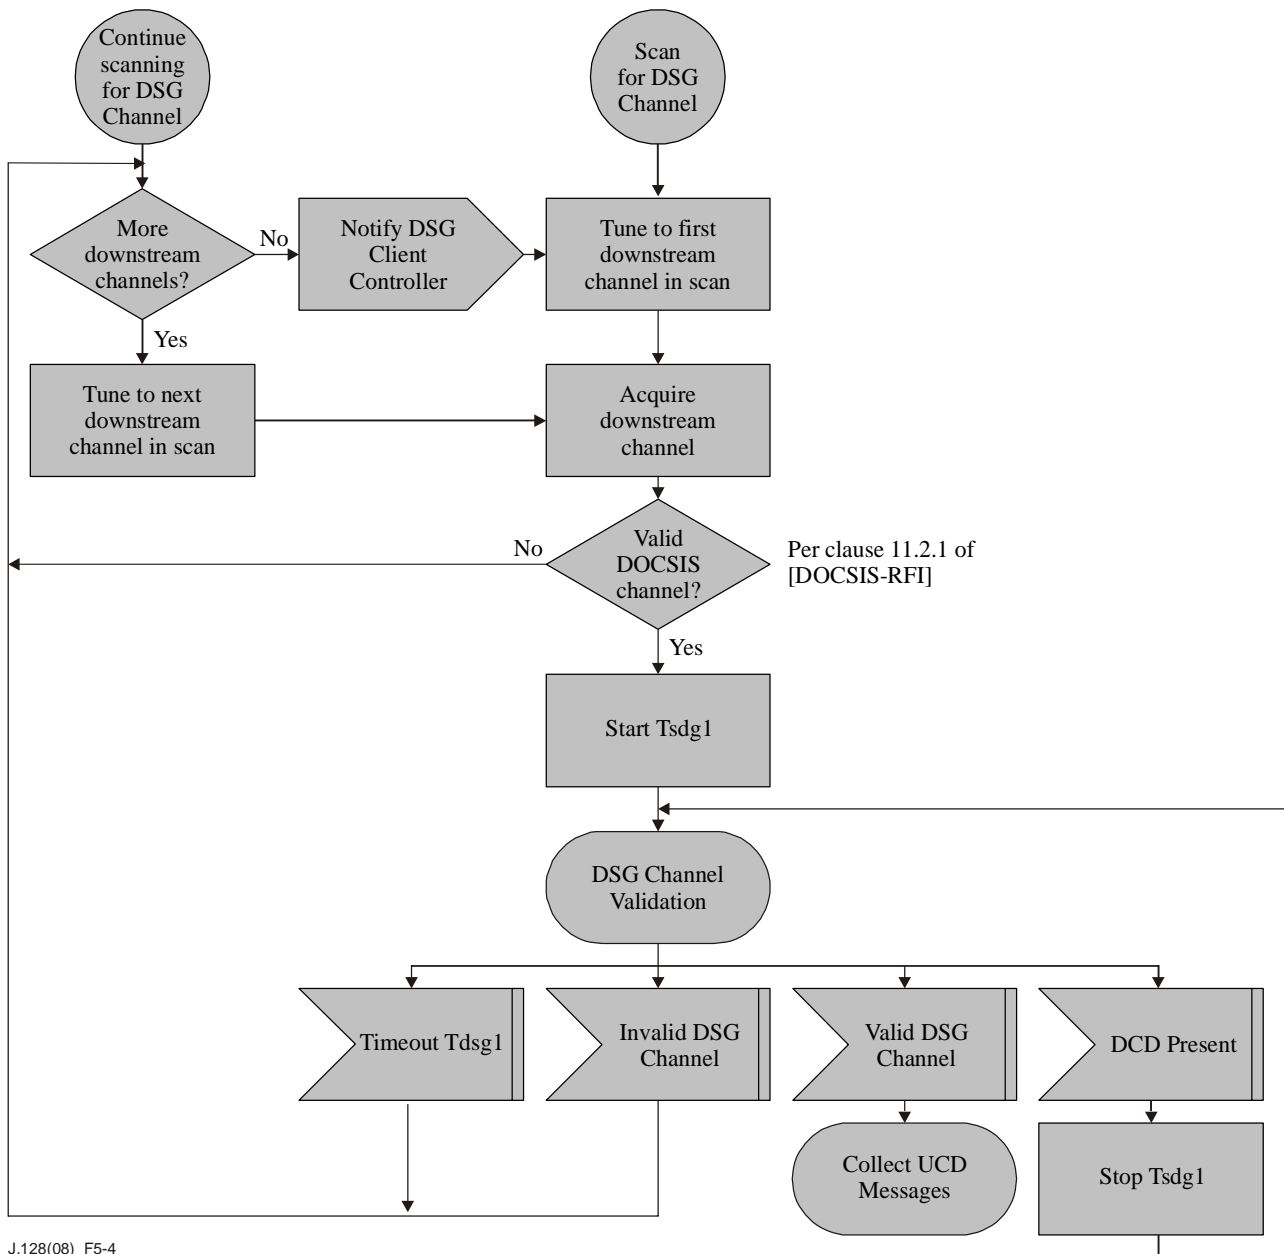 Continue
scanning
for DSG
Channel
Scan
for DSG
Channel
More
downstream
channels?
No
Notify DSG
Client
Controller
Tune to first
downstream
channel in scan
Yes
Tune to next
downstream
channel in scan
Acquire
downstream
channel
No
Valid
DOCSIS
channel?
Per clause 11.2.1 of
[DOCSIS-RFI]
Yes
Start Tsdg1
DSG Channel
Validation
Timeout Tdsg1
Invalid DSG
Channel
Valid DSG
Channel
DCD Present
Collect UCD
Messages
Stop Tsdg1
J.128(08)_F5-4